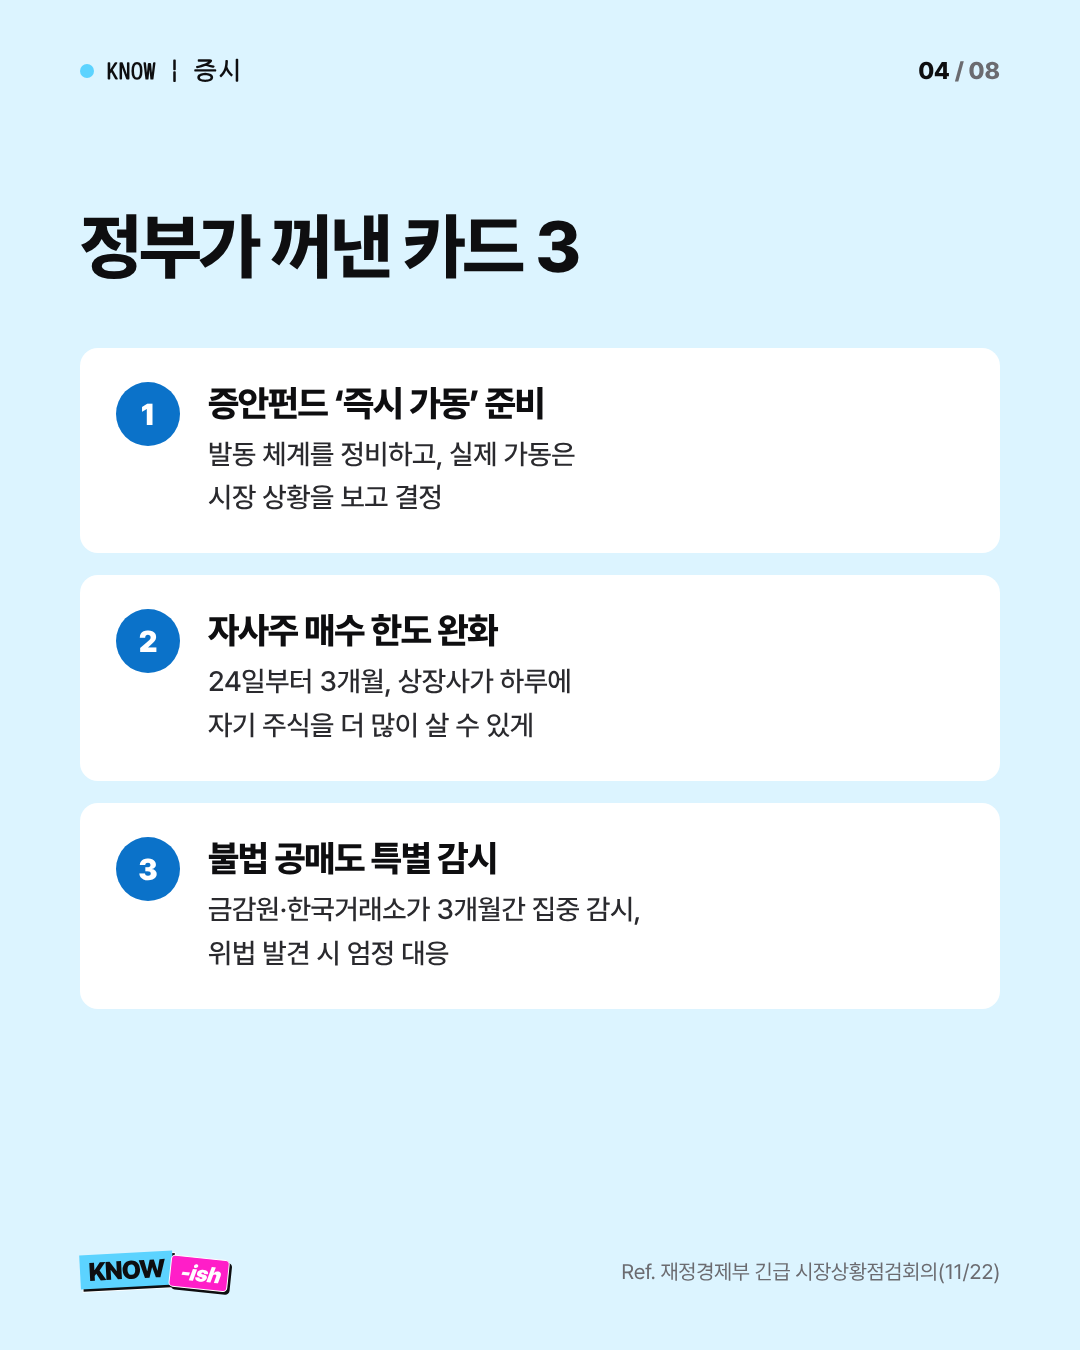 KNOW | 증시
04 / 08
정부가 꺼낸 카드 3
1
증안펀드 ‘즉시 가동’ 준비
발동 체계를 정비하고, 실제 가동은
시장 상황을 보고 결정
2
자사주 매수 한도 완화
24일부터 3개월, 상장사가 하루에
자기 주식을 더 많이 살 수 있게
3
불법 공매도 특별 감시
금감원·한국거래소가 3개월간 집중 감시,
위법 발견 시 엄정 대응
KNOW -ish
Ref. 재정경제부 긴급 시장상황점검회의(11/22)